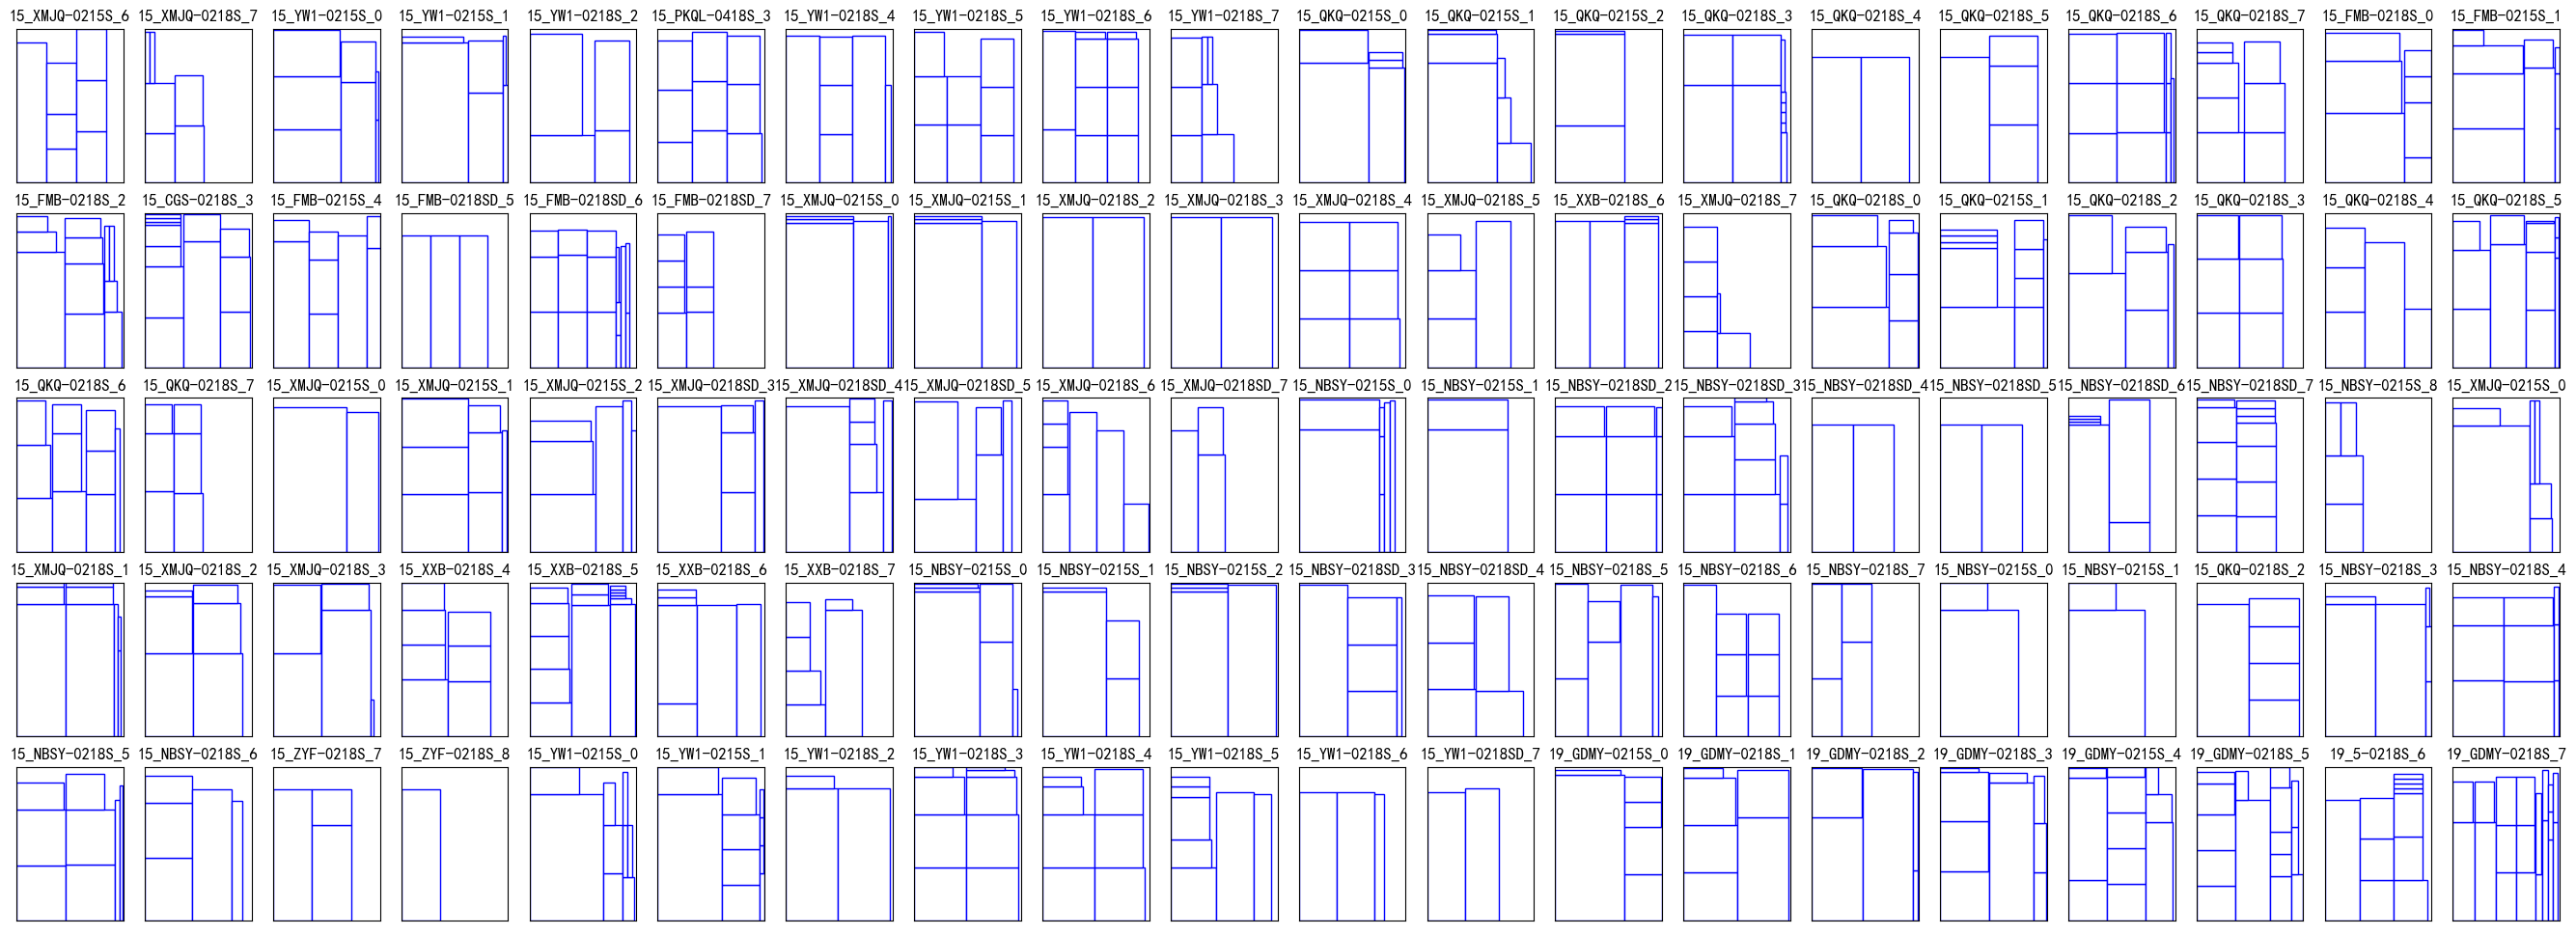 15_XMJQ-0215S_6 15_XMJQ-0218S_7 15_YW1-0215S_0 15_YW1-0215S_1 15_YW1-0218S_2 15_PKQL-0418S_3 15_YW1-0218S_4 15_YW1-0218S_5 15_YW1-0218S_6 15_YW1-0218S_7 15_QKQ-0215S_0 15_QKQ-0215S_1 15_QKQ-0215S_2 15_QKQ-0218S_3 15_QKQ-0218S_4 15_QKQ-0218S_5 15_QKQ-0218S_6 15_QKQ-0218S_7 15_FMB-0218S_0 15_FMB-0215S_1
15_FMB-0218S_2 15_CGS-0218S_3 15_FMB-0215S_4 15_FMB-0218SD_5 15_FMB-0218SD_6 15_FMB-0218SD_7 15_XMJQ-0215S_0 15_XMJQ-0215S_1 15_XMJQ-0218S_2 15_XMJQ-0218S_3 15_XMJQ-0218S_4 15_XMJQ-0218S_5 15_XXB-0218S_6 15_XMJQ-0218S_7 15_QKQ-0218S_0 15_QKQ-0215S_1 15_QKQ-0218S_2 15_QKQ-0218S_3 15_QKQ-0218S_4 15_QKQ-0218S_5
15_QKQ-0218S_6 15_QKQ-0218S_7 15_XMJQ-0215S_0 15_XMJQ-0215S_1 15_XMJQ-0215S_2 15_XMJQ-0218SD_3 15_XMJQ-0218SD_4 15_XMJQ-0218SD_5 15_XMJQ-0218S_6 15_XMJQ-0218SD_7 15_NBSY-0215S_0 15_NBSY-0215S_1 15_NBSY-0218SD_2 15_NBSY-0218SD_3 15_NBSY-0218SD_4 15_NBSY-0218SD_5 15_NBSY-0218SD_6 15_NBSY-0218SD_7 15_NBSY-0215S_8 15_XMJQ-0215S_0
15_XMJQ-0218S_1 15_XMJQ-0218S_2 15_XMJQ-0218S_3 15_XXB-0218S_4 15_XXB-0218S_5 15_XXB-0218S_6 15_XXB-0218S_7 15_NBSY-0215S_0 15_NBSY-0215S_1 15_NBSY-0215S_2 15_NBSY-0218SD_3 15_NBSY-0218SD_4 15_NBSY-0218S_5 15_NBSY-0218S_6 15_NBSY-0218S_7 15_NBSY-0215S_0 15_NBSY-0215S_1 15_QKQ-0218S_2 15_NBSY-0218S_3 15_NBSY-0218S_4
15_NBSY-0218S_5 15_NBSY-0218S_6 15_ZYF-0218S_7 15_ZYF-0218S_8 15_YW1-0215S_0 15_YW1-0215S_1 15_YW1-0218S_2 15_YW1-0218S_3 15_YW1-0218S_4 15_YW1-0218S_5 15_YW1-0218S_6 15_YW1-0218SD_7 19_GDMY-0215S_0 19_GDMY-0218S_1 19_GDMY-0218S_2 19_GDMY-0218S_3 19_GDMY-0215S_4 19_GDMY-0218S_5 19_5-0218S_6 19_GDMY-0218S_7